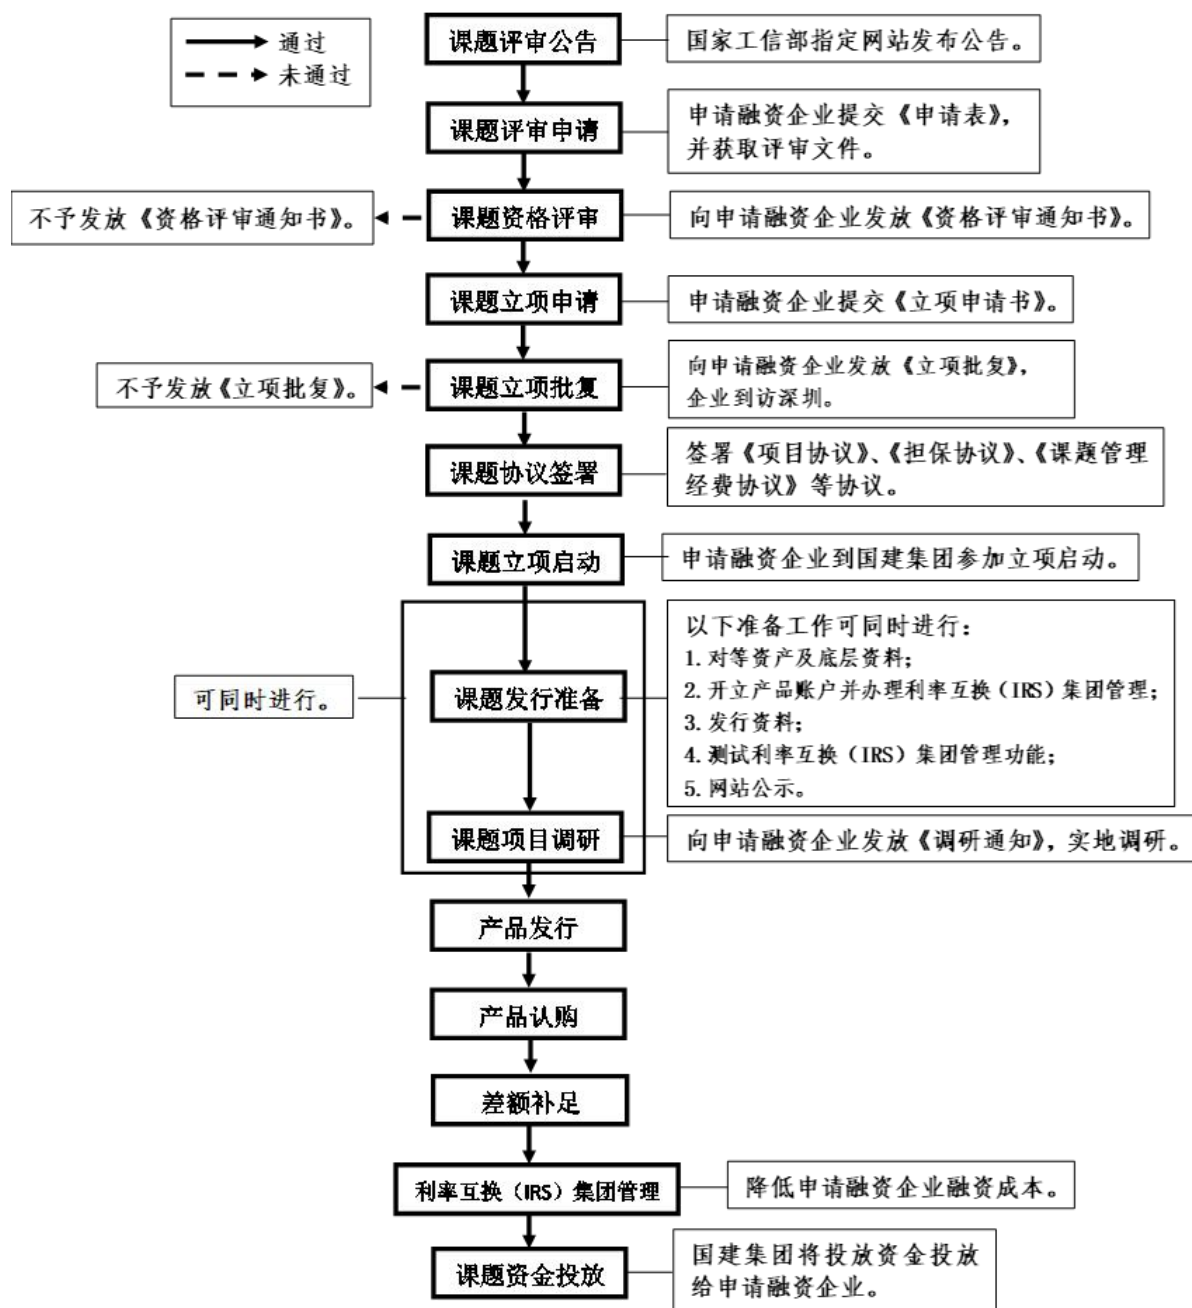 通过
未通过
课题评审公告
国家工信部指定网站发布公告。
课题评审申请
申请融资企业提交《申请表》，
并获取评审文件。
不予发放《资格评审通知书》。
课题资格评审
向申请融资企业发放《资格评审通知书》。
课题立项申请
申请融资企业提交《立项申请书》。
不予发放《立项批复》。
课题立项批复
向申请融资企业发放《立项批复》，
企业到访深圳。
课题协议签署
签署《项目协议》、《担保协议》、《课题管理
经费协议》等协议。
课题立项启动
申请融资企业到国建集团参加立项启动。
可同时进行。
课题发行准备
以下准备工作可同时进行：
1.对等资产及底层资料；
2.开立产品账户并办理利率互换（IRS）集团管理；
3.发行资料；
4.测试利率互换（IRS）集团管理功能；
5.网站公示。
课题项目调研
向申请融资企业发放《调研通知》，实地调研。
产品发行
产品认购
差额补足
利率互换（IRS）集团管理
降低申请融资企业融资成本。
课题资金投放
国建集团将投放资金投放
给申请融资企业。